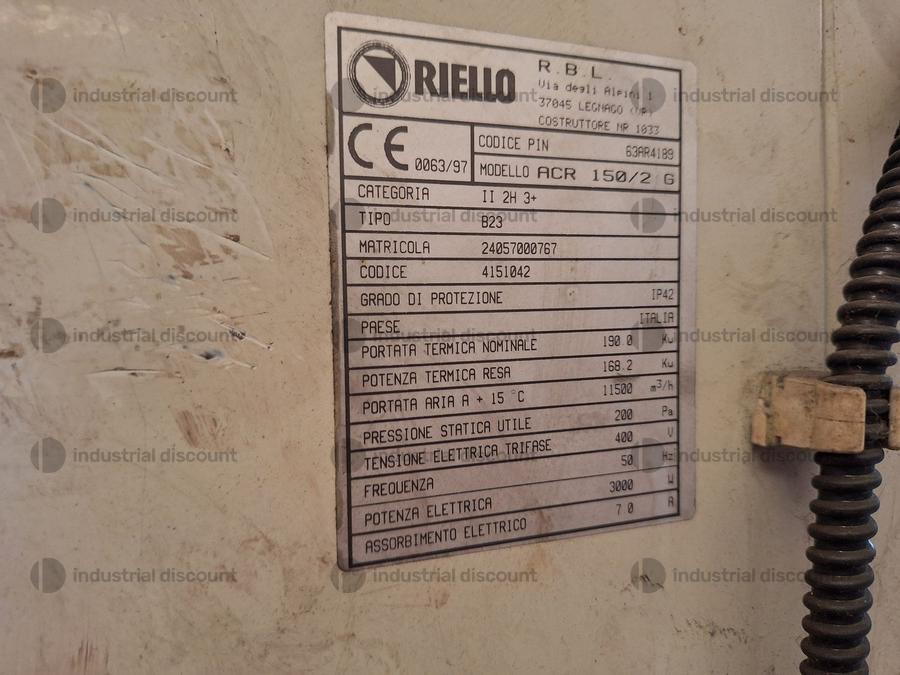 RIELLO
R.B.L.
Via degli Alpini 1
37045 LEGNAGO (VR)
COSTRUTTORE NR 1033
CE 0063/97
CODICE PIN 63AR4189
MODELLO ACR 150/2 G
CATEGORIA II 2H 3+
TIPO B23
MATRICOLA 24057000767
CODICE 4151042
GRADO DI PROTEZIONE IP42
PAESE ITALIA
PORTATA TERMICA NOMINALE 190.0 Kw
POTENZA TERMICA RESA 168.2 Kw
PORTATA ARIA A + 15 °C 11500 m³/h
PRESSIONE STATICA UTILE 200 Pa
TENSIONE ELETTRICA TRIFASE 400 V
FREQUENZA 50 Hz
POTENZA ELETTRICA 3000 W
ASSORBIMENTO ELETTRICO 7.0 A
industrial discount